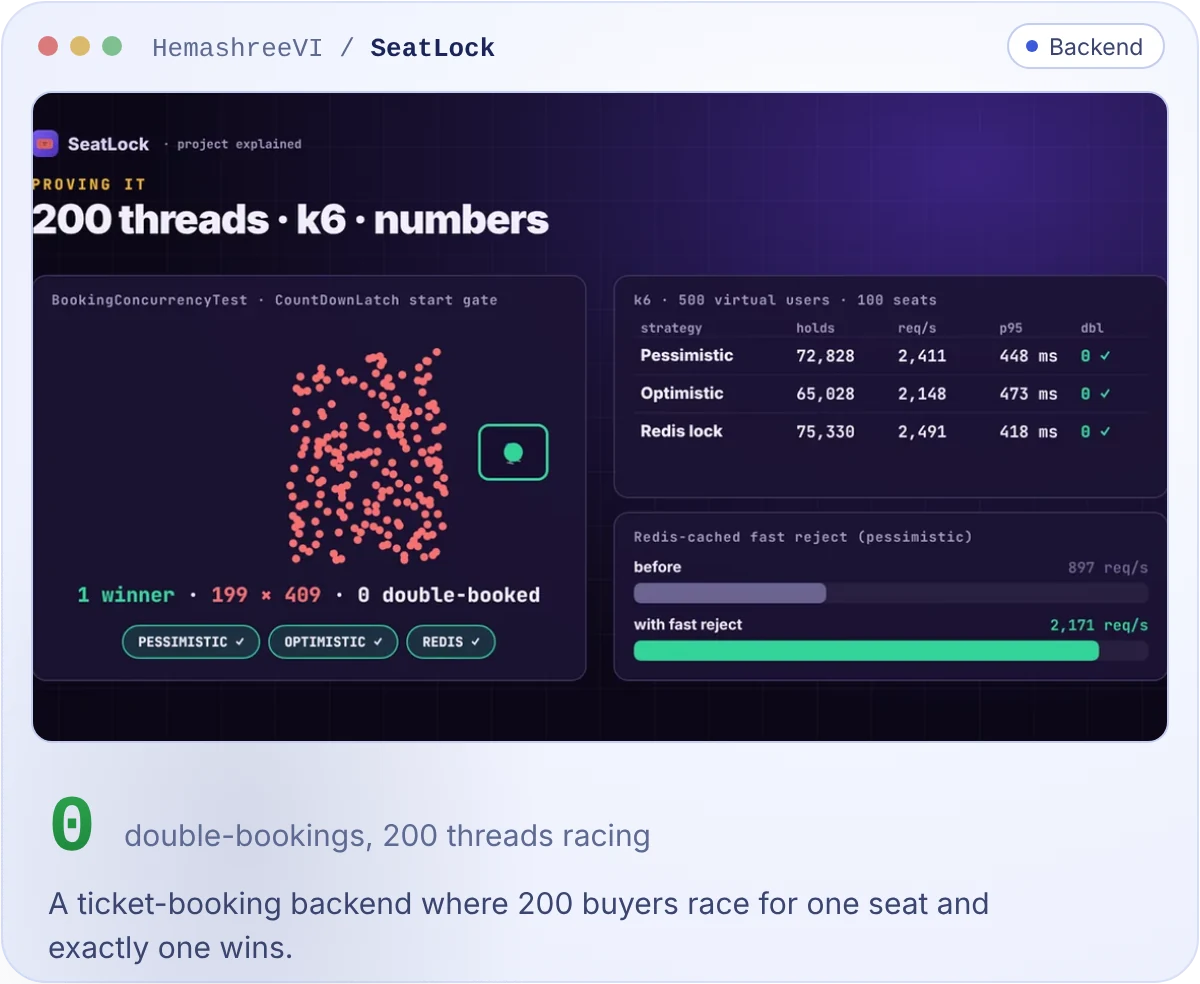 HemashreeVI / SeatLock
Backend
SeatLock · project explained
PROVING IT
200 threads · k6 · numbers
BookingConcurrencyTest · CountDownLatch start gate
1 winner · 199 × 409 · 0 double-booked
PESSIMISTIC ✓ OPTIMISTIC ✓ REDIS ✓
k6 · 500 virtual users · 100 seats
strategy holds req/s p95 dbl
Pessimistic 72,828 2,411 448 ms 0 ✓
Optimistic 65,028 2,148 473 ms 0 ✓
Redis lock 75,330 2,491 418 ms 0 ✓
Redis-cached fast reject (pessimistic)
before 897 req/s
with fast reject 2,171 req/s
0 double-bookings, 200 threads racing
A ticket-booking backend where 200 buyers race for one seat and
exactly one wins.